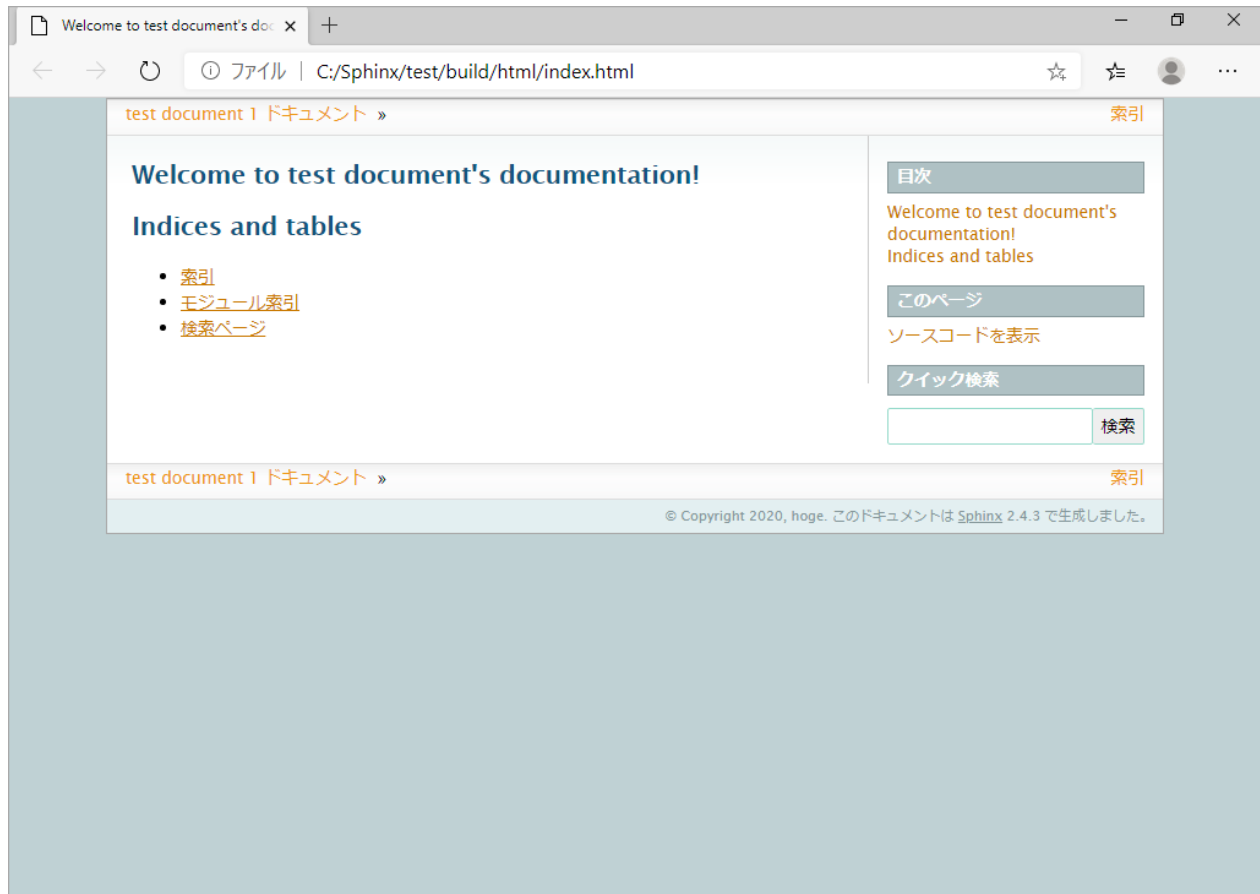 Welcome to test document's doc
ファイル
C:/Sphinx/test/build/html/index.html
test document 1 ドキュメント »
索引
Welcome to test document's documentation!
Indices and tables
索引
モジュール索引
検索ページ
目次
Welcome to test document's
documentation!
Indices and tables
このページ
ソースコードを表示
クイック検索
検索
test document 1 ドキュメント »
索引
© Copyright 2020, hoge. このドキュメントは Sphinx 2.4.3 で生成しました。